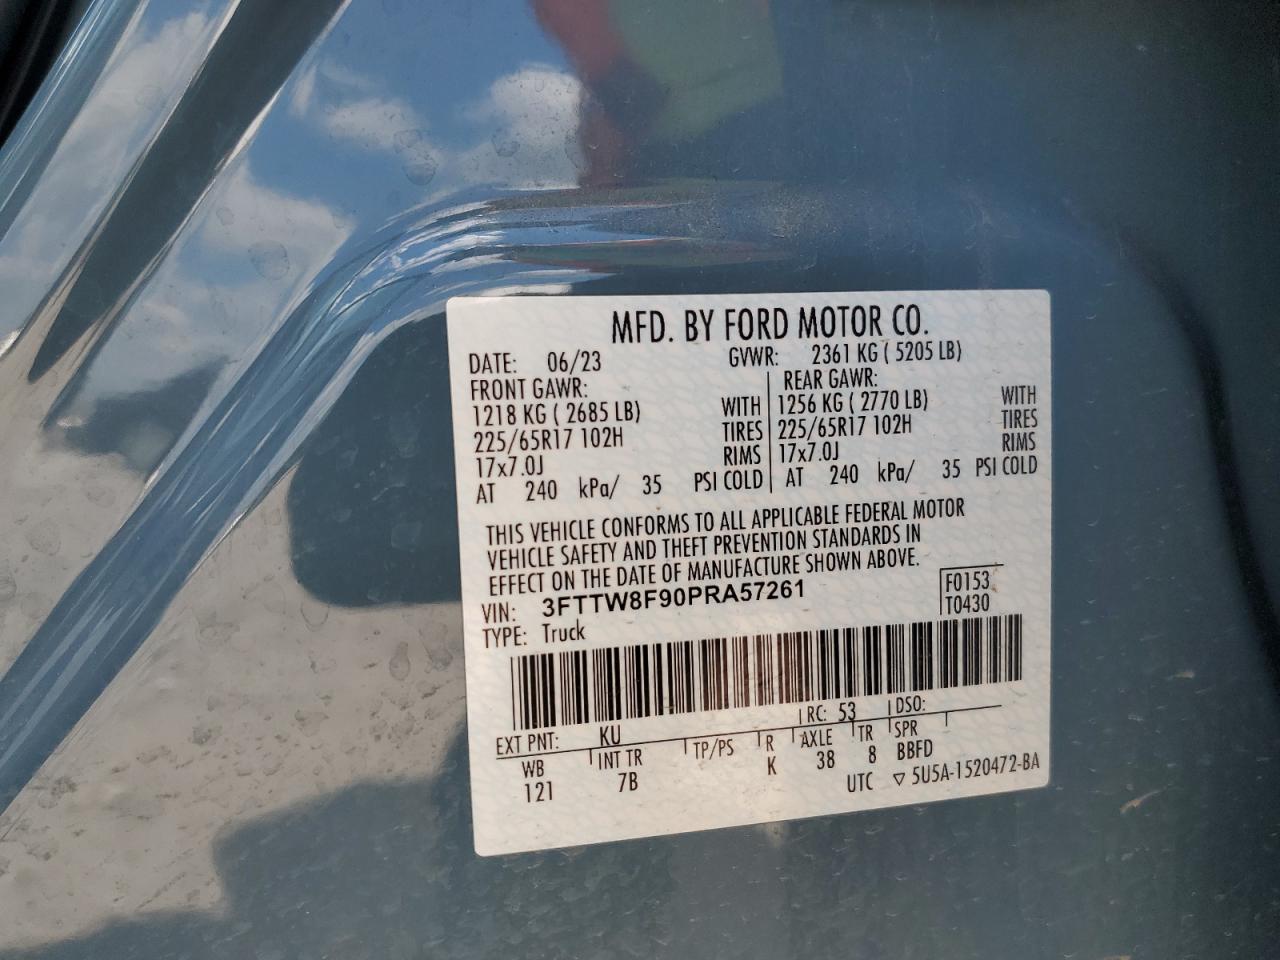 MFD. BY FORD MOTOR CO.
DATE: 06/23 GVWR: 2361 KG ( 5205 LB)
FRONT GAWR: REAR GAWR:
1218 KG ( 2685 LB) WITH 1256 KG ( 2770 LB) WITH
225/65R17 102H TIRES 225/65R17 102H TIRES
17x7.0J RIMS 17x7.0J RIMS
AT 240 kPa/ 35 PSI COLD AT 240 kPa/ 35 PSI COLD
THIS VEHICLE CONFORMS TO ALL APPLICABLE FEDERAL MOTOR
VEHICLE SAFETY AND THEFT PREVENTION STANDARDS IN
EFFECT ON THE DATE OF MANUFACTURE SHOWN ABOVE.
VIN: 3FTTW8F90PRA57261 F0153
TYPE: Truck T0430
EXT PNT: KU RC: 53 DSO:
WB INT TR TP/PS R AXLE TR SPR
121 7B K 38 8 BBFD
UTC ▽ 5U5A-1520472-BA